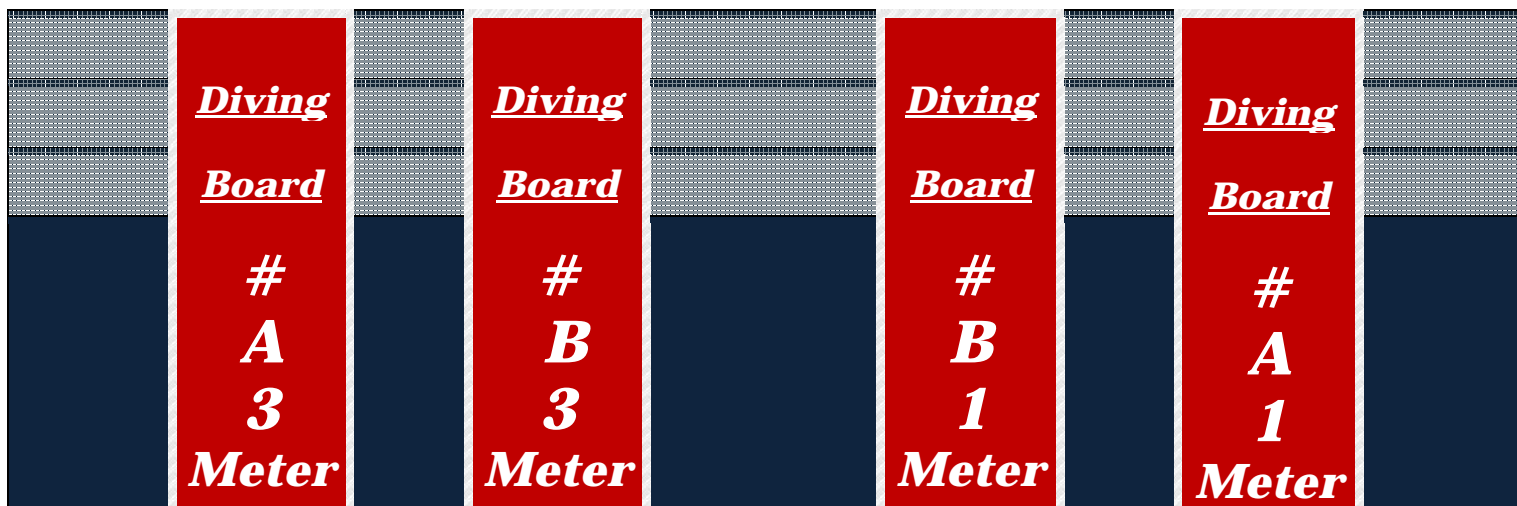 Diving
Board
#
A
3
Meter
Diving
Board
#
B
3
Meter
Diving
Board
#
B
1
Meter
Diving
Board
#
A
1
Meter